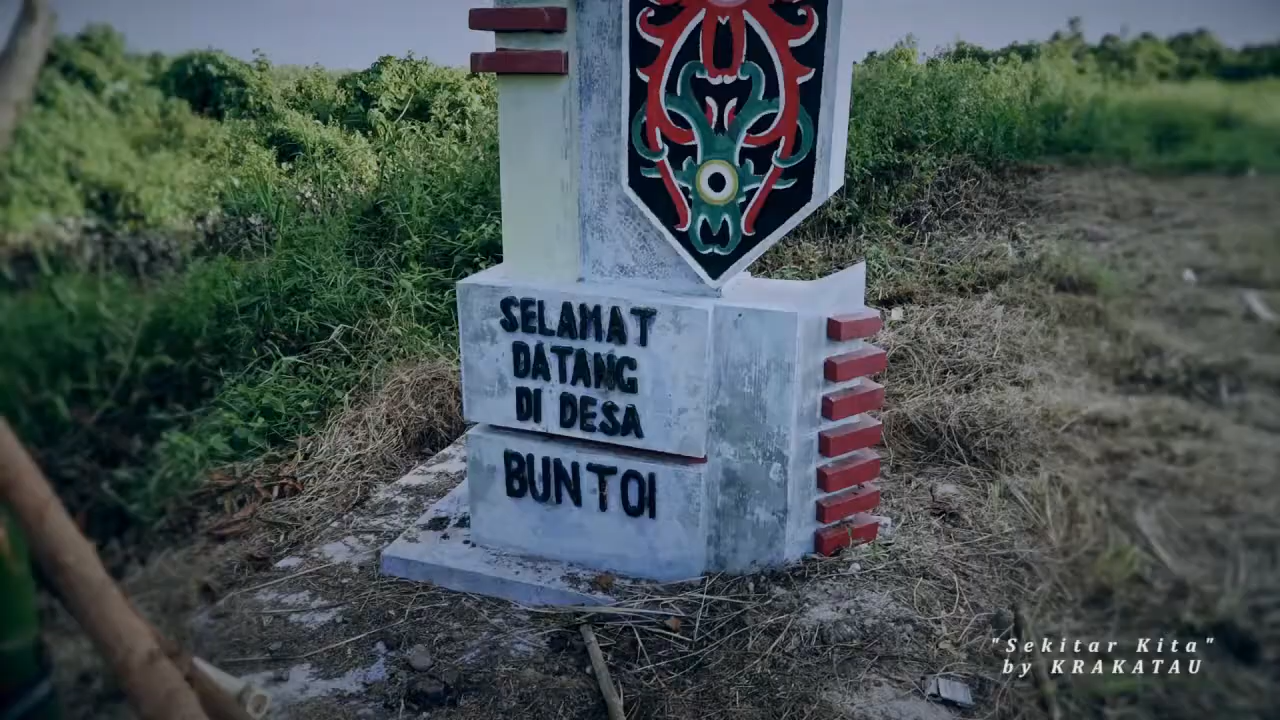 SELAMAT
DATANG
DI DESA
BUNTOI
"Sekitar Kita"
by KRAKATAU